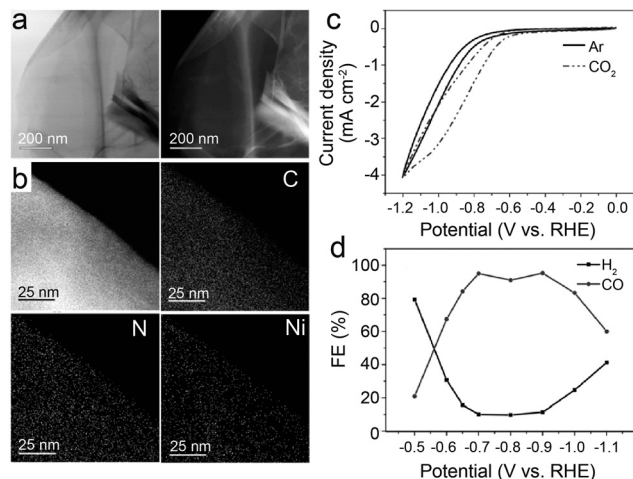 a
200 nm
200 nm
b
C
25 nm
25 nm
N
Ni
25 nm
25 nm
c
0
-1
-2
-3
-4
Current density
(mA cm⁻²)
Ar
CO₂
-1.2 -1.0 -0.8 -0.6 -0.4 -0.2 0.0
Potential (V vs. RHE)
d
100
80
60
40
20
0
FE (%)
H₂
CO
-0.5 -0.6 -0.7 -0.8 -0.9 -1.0 -1.1
Potential (V vs. RHE)